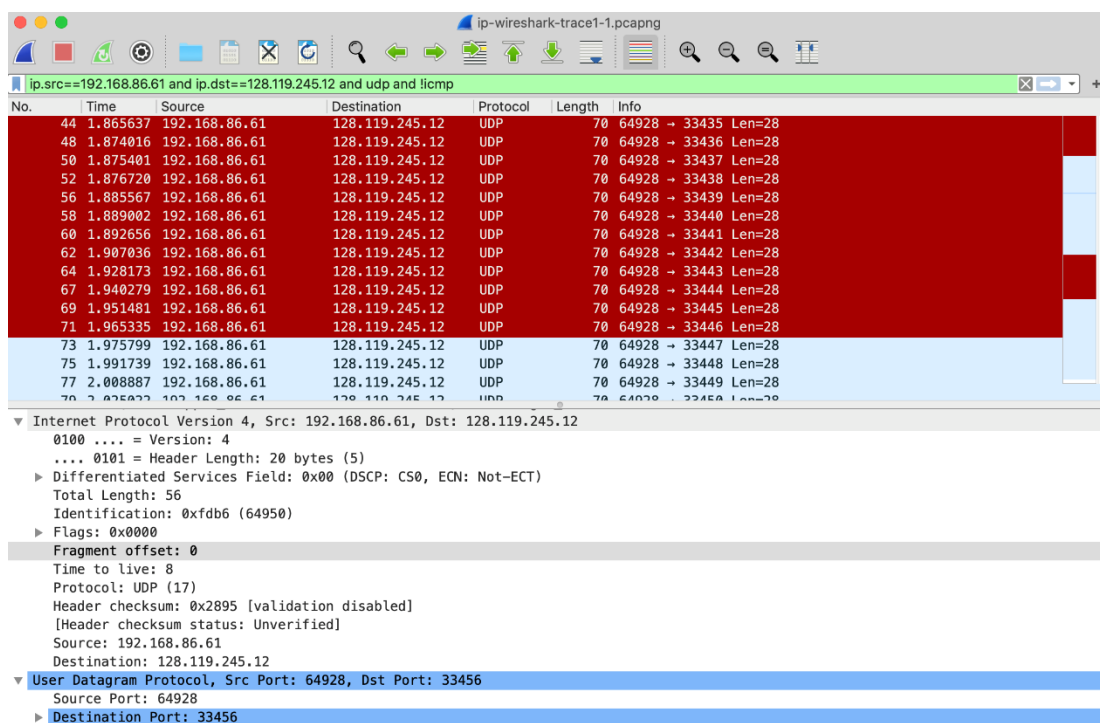 ip-wireshark-trace1-1.pcapng
ip.src==192.168.86.61 and ip.dst==128.119.245.12 and udp and !icmp
No. Time Source Destination Protocol Length Info
44 1.865637 192.168.86.61 128.119.245.12 UDP 70 64928 → 33435 Len=28
48 1.874016 192.168.86.61 128.119.245.12 UDP 70 64928 → 33436 Len=28
50 1.875401 192.168.86.61 128.119.245.12 UDP 70 64928 → 33437 Len=28
52 1.876720 192.168.86.61 128.119.245.12 UDP 70 64928 → 33438 Len=28
56 1.885567 192.168.86.61 128.119.245.12 UDP 70 64928 → 33439 Len=28
58 1.889002 192.168.86.61 128.119.245.12 UDP 70 64928 → 33440 Len=28
60 1.892656 192.168.86.61 128.119.245.12 UDP 70 64928 → 33441 Len=28
62 1.907036 192.168.86.61 128.119.245.12 UDP 70 64928 → 33442 Len=28
64 1.928173 192.168.86.61 128.119.245.12 UDP 70 64928 → 33443 Len=28
67 1.940279 192.168.86.61 128.119.245.12 UDP 70 64928 → 33444 Len=28
69 1.951481 192.168.86.61 128.119.245.12 UDP 70 64928 → 33445 Len=28
71 1.965335 192.168.86.61 128.119.245.12 UDP 70 64928 → 33446 Len=28
73 1.975799 192.168.86.61 128.119.245.12 UDP 70 64928 → 33447 Len=28
75 1.991739 192.168.86.61 128.119.245.12 UDP 70 64928 → 33448 Len=28
77 2.008887 192.168.86.61 128.119.245.12 UDP 70 64928 → 33449 Len=28
Internet Protocol Version 4, Src: 192.168.86.61, Dst: 128.119.245.12
0100 .... = Version: 4
.... 0101 = Header Length: 20 bytes (5)
Differentiated Services Field: 0x00 (DSCP: CS0, ECN: Not-ECT)
Total Length: 56
Identification: 0xfdb6 (64950)
Flags: 0x0000
Fragment offset: 0
Time to live: 8
Protocol: UDP (17)
Header checksum: 0x2895 [validation disabled]
[Header checksum status: Unverified]
Source: 192.168.86.61
Destination: 128.119.245.12
User Datagram Protocol, Src Port: 64928, Dst Port: 33456
Source Port: 64928
Destination Port: 33456